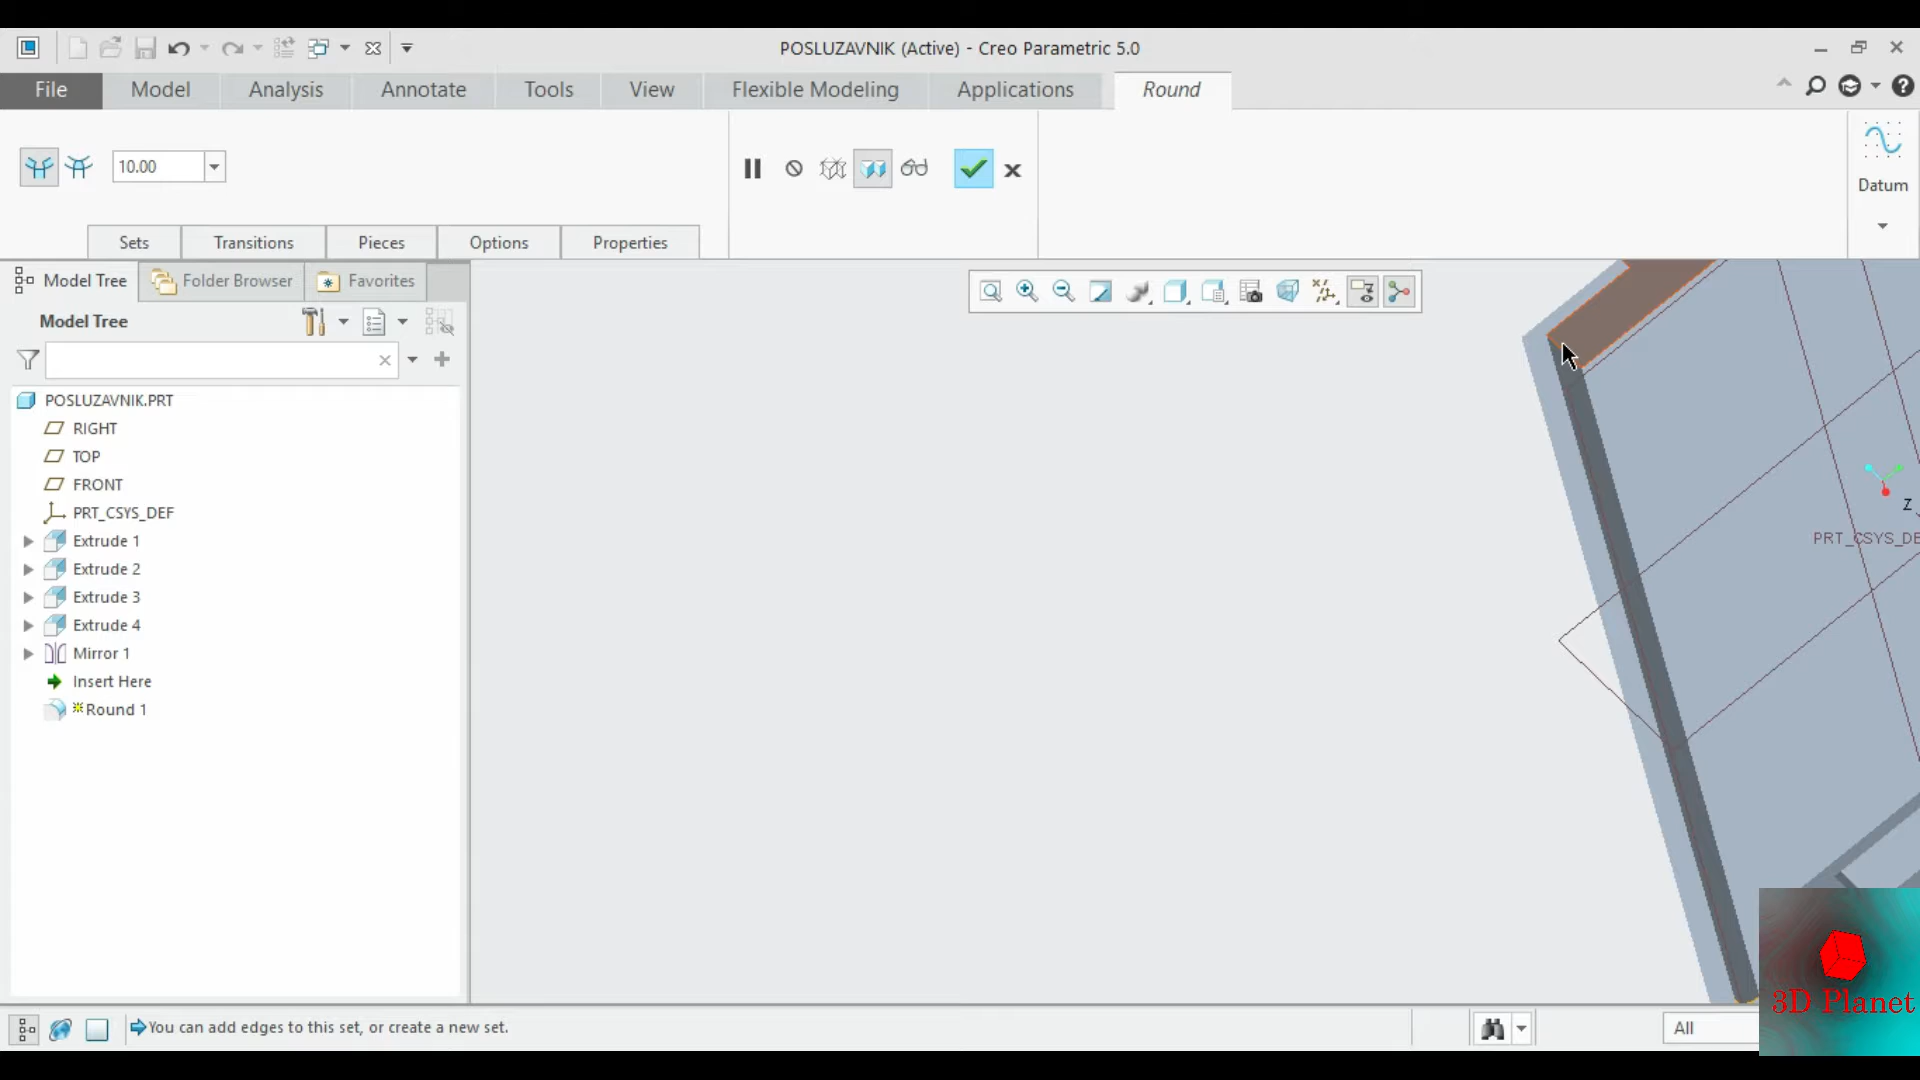 POSLUZAVNIK (Active) - Creo Parametric 5.0
File
Model
Analysis
Annotate
Tools
View
Flexible Modeling
Applications
Round
10.00
Datum
Sets
Transitions
Pieces
Options
Properties
Model Tree
Folder Browser
Favorites
Model Tree
POSLUZAVNIK.PRT
RIGHT
TOP
FRONT
PRT_CSYS_DEF
Extrude 1
Extrude 2
Extrude 3
Extrude 4
Mirror 1
Insert Here
Round 1
Z
PRT_CSYS_DE
3D Planet
You can add edges to this set, or create a new set.
All